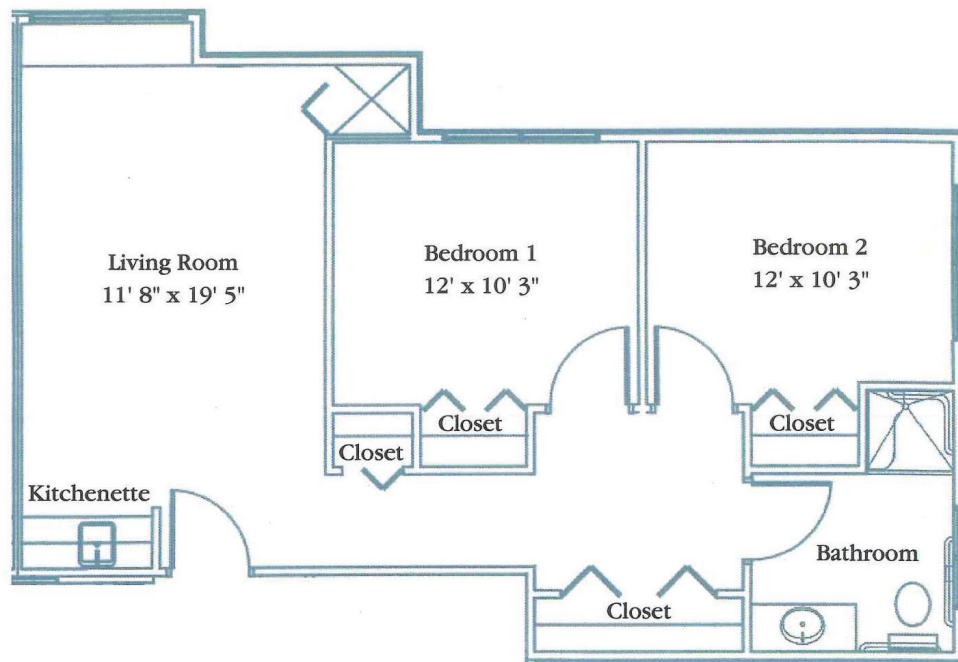 Living Room
11' 8" x 19' 5"
Bedroom 1
12' x 10' 3"
Bedroom 2
12' x 10' 3"
Closet
Closet
Closet
Kitchenette
Bathroom
Closet